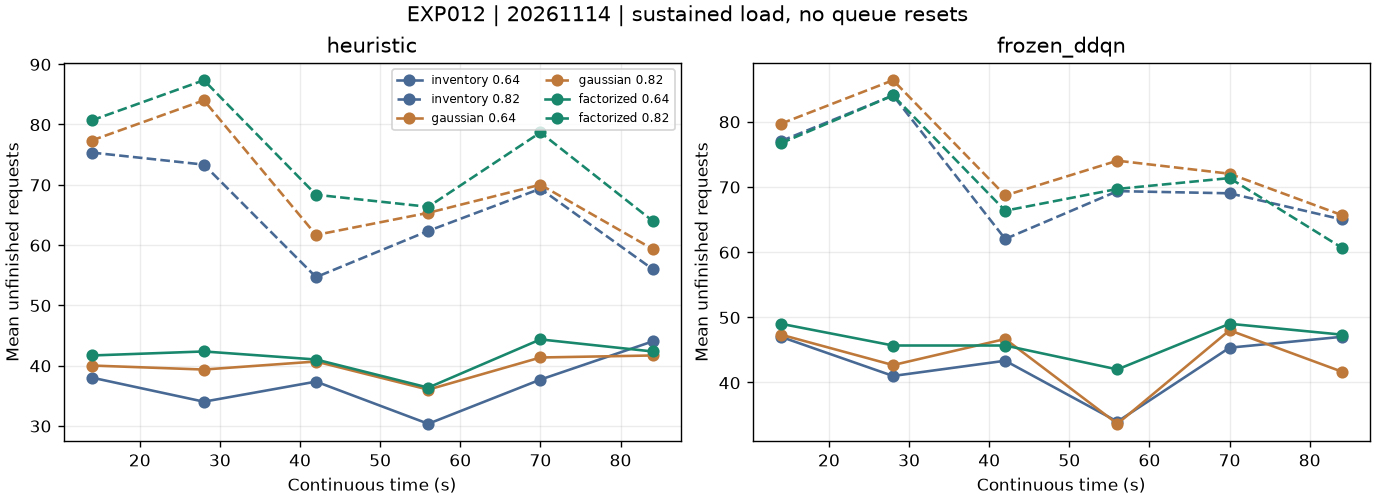 EXP012 | 20261114 | sustained load, no queue resets
heuristic
frozen_ddqn
Mean unfinished requests
90
80
70
60
50
40
30
inventory 0.64
inventory 0.82
gaussian 0.64
gaussian 0.82
factorized 0.64
factorized 0.82
20
30
40
50
60
70
80
Continuous time (s)
Mean unfinished requests
80
70
60
50
40
20
30
40
50
60
70
80
Continuous time (s)